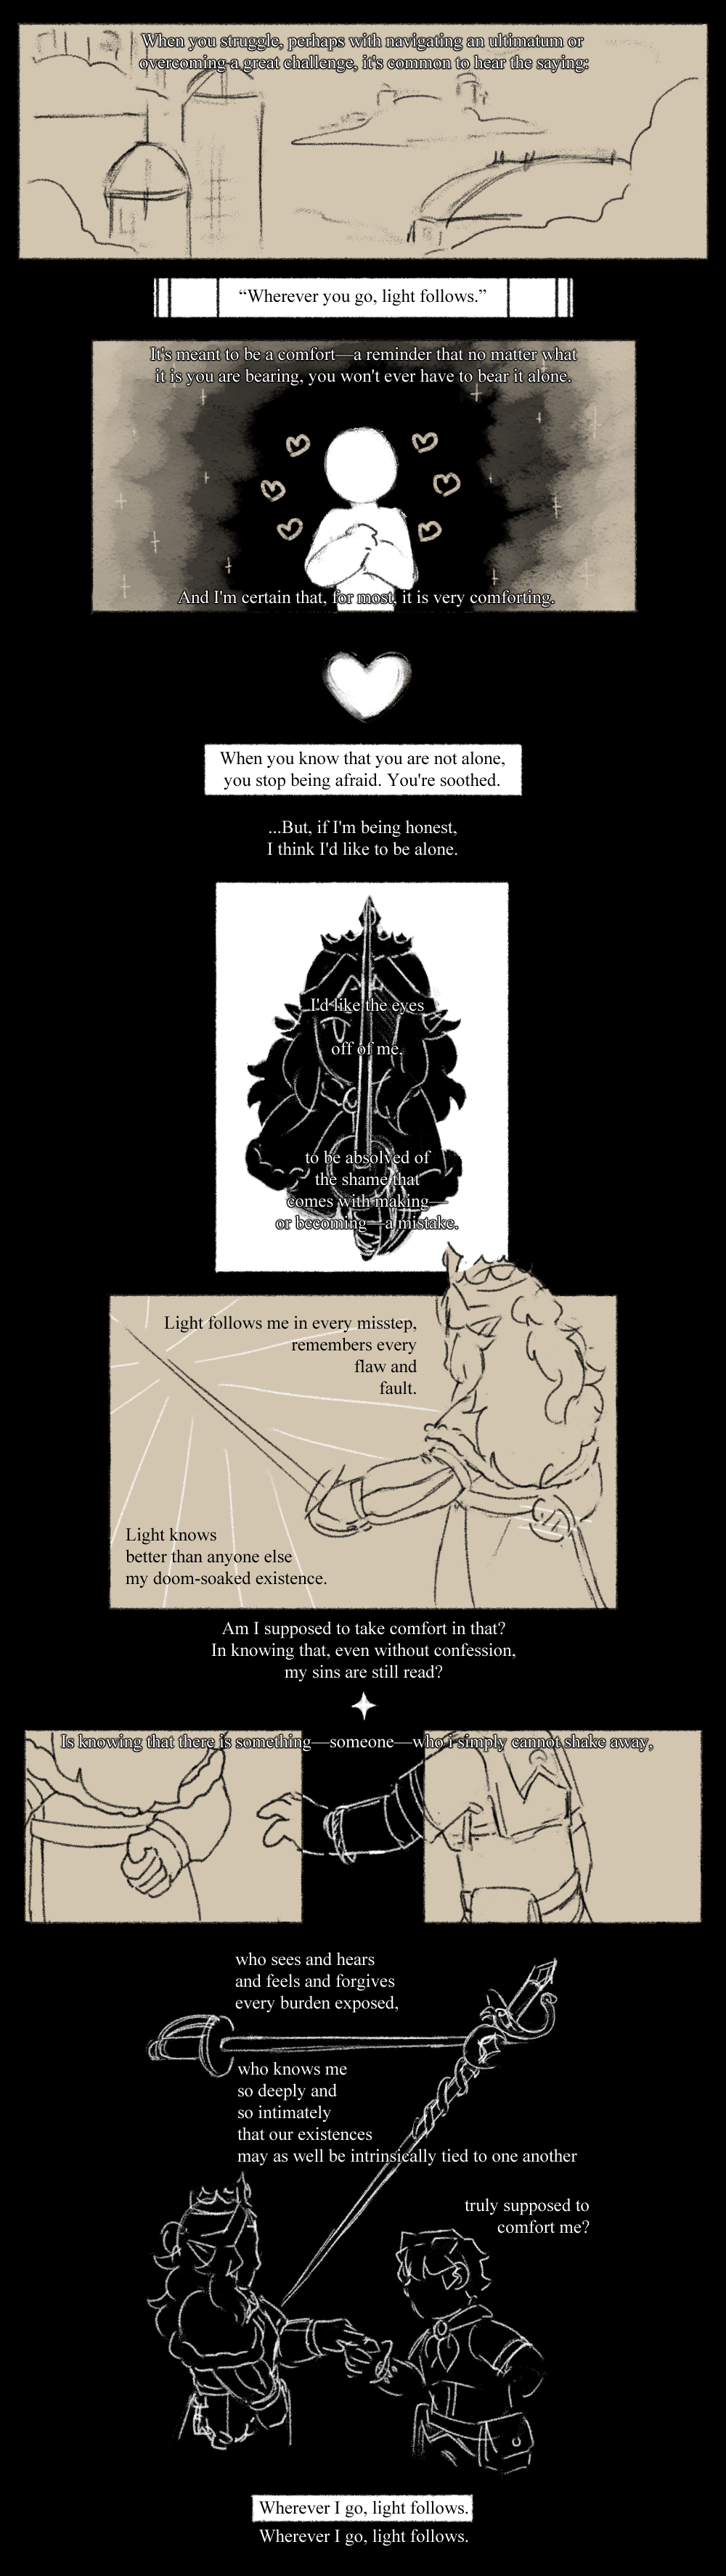 When you struggle, perhaps with navigating an ultimatum or
overcoming a great challenge, it's common to hear the saying:
“Wherever you go, light follows.”
It's meant to be a comfort—a reminder that no matter what
it is you are bearing, you won't ever have to bear it alone.
And I'm certain that, for most, it is very comforting.
When you know that you are not alone,
you stop being afraid. You're soothed.
...But, if I'm being honest,
I think I'd like to be alone.
I'd like the eyes
off of me.
to be absolved of
the shame that
comes with making—
or becoming—a mistake.
Light follows me in every misstep,
remembers every
flaw and
fault.
Light knows
better than anyone else
my doom-soaked existence.
Am I supposed to take comfort in that?
In knowing that, even without confession,
my sins are still read?
Is knowing that there is something—someone—who i simply cannot shake away,
who sees and hears
and feels and forgives
every burden exposed,
who knows me
so deeply and
so intimately
that our existences
may as well be intrinsically tied to one another
truly supposed to
comfort me?
Wherever I go, light follows.
Wherever I go, light follows.